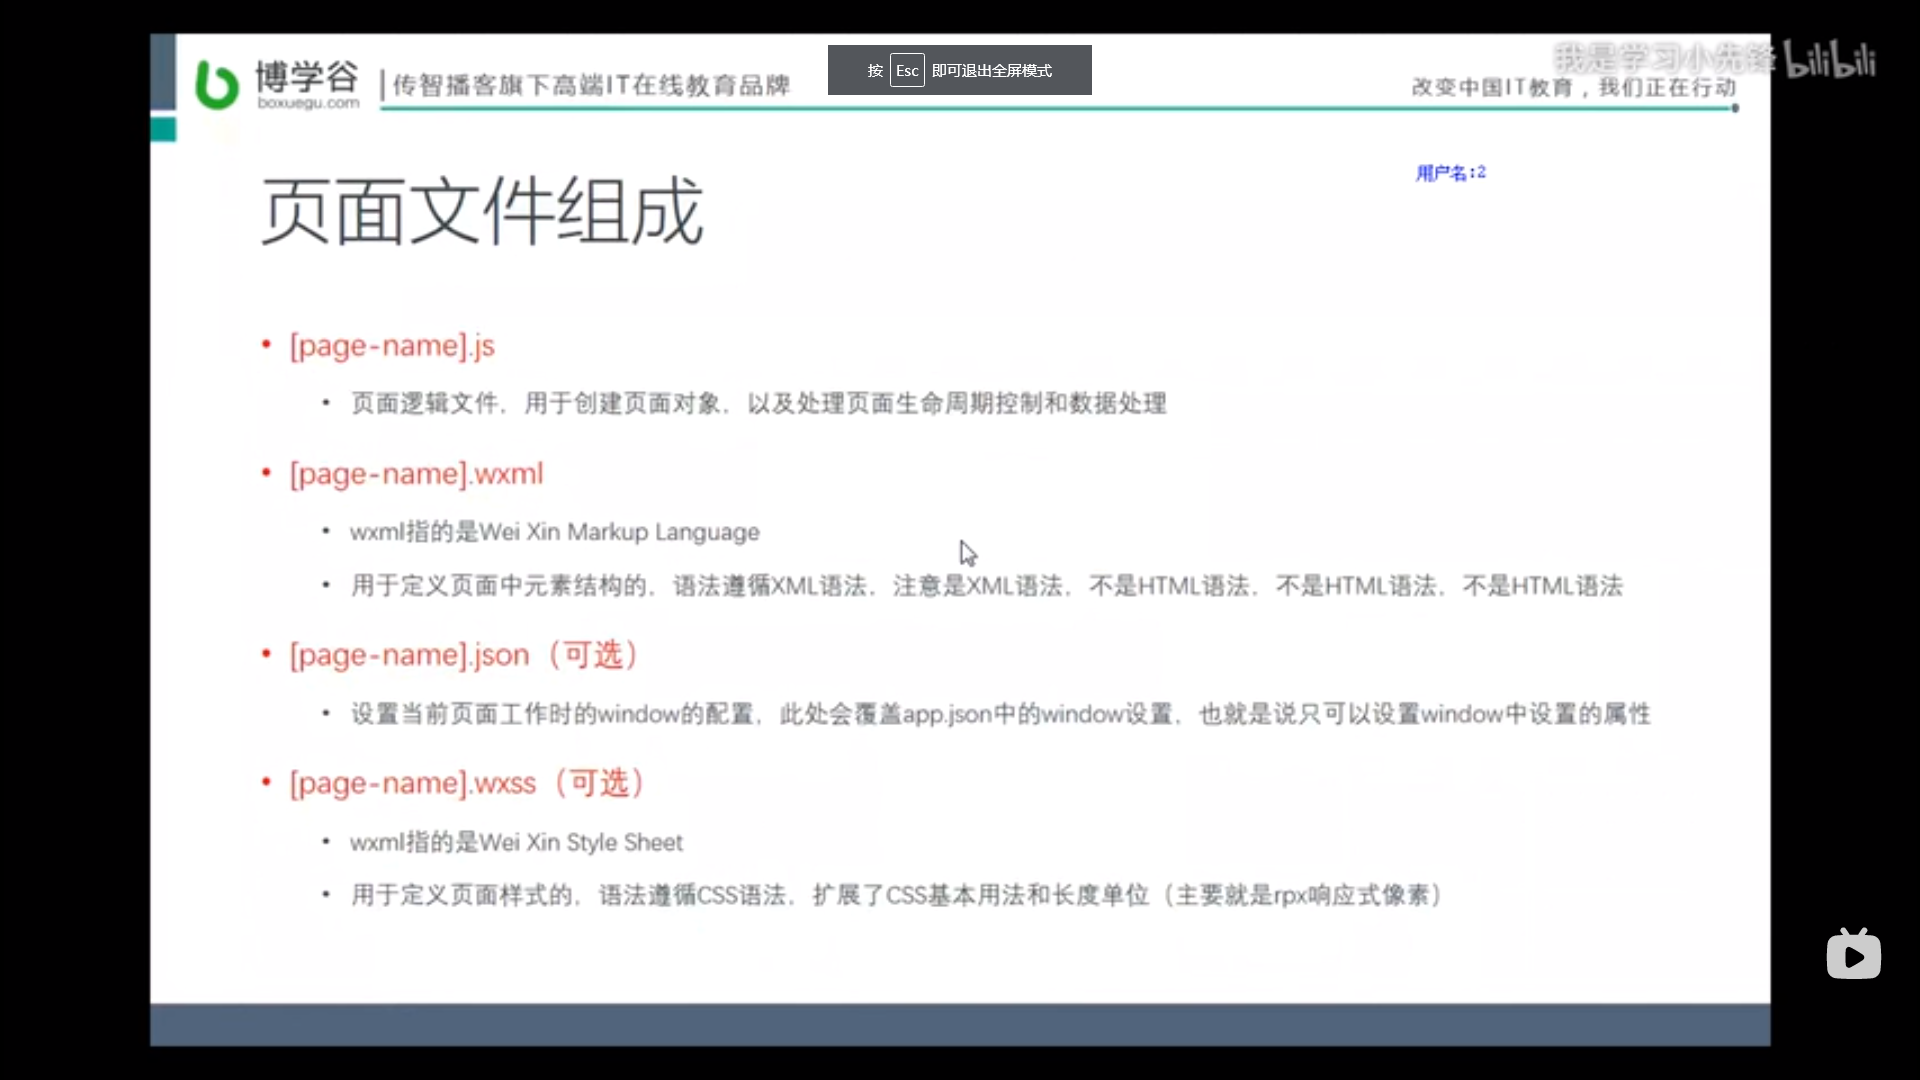 博学谷
boxuegu.com
传智播客旗下高端IT在线教育品牌
按 Esc 即可退出全屏模式
我是学习小先锋 bilibili
改变中国IT教育，我们正在行动
用户名:2
页面文件组成
• [page-name].js
• 页面逻辑文件，用于创建页面对象，以及处理页面生命周期控制和数据处理
• [page-name].wxml
• wxml指的是Wei Xin Markup Language
• 用于定义页面中元素结构的，语法遵循XML语法，注意是XML语法，不是HTML语法，不是HTML语法，不是HTML语法
• [page-name].json（可选）
• 设置当前页面工作时的window的配置，此处会覆盖app.json中的window设置，也就是说只可以设置window中设置的属性
• [page-name].wxss（可选）
• wxml指的是Wei Xin Style Sheet
• 用于定义页面样式的，语法遵循CSS语法，扩展了CSS基本用法和长度单位（主要就是rpx响应式像素）